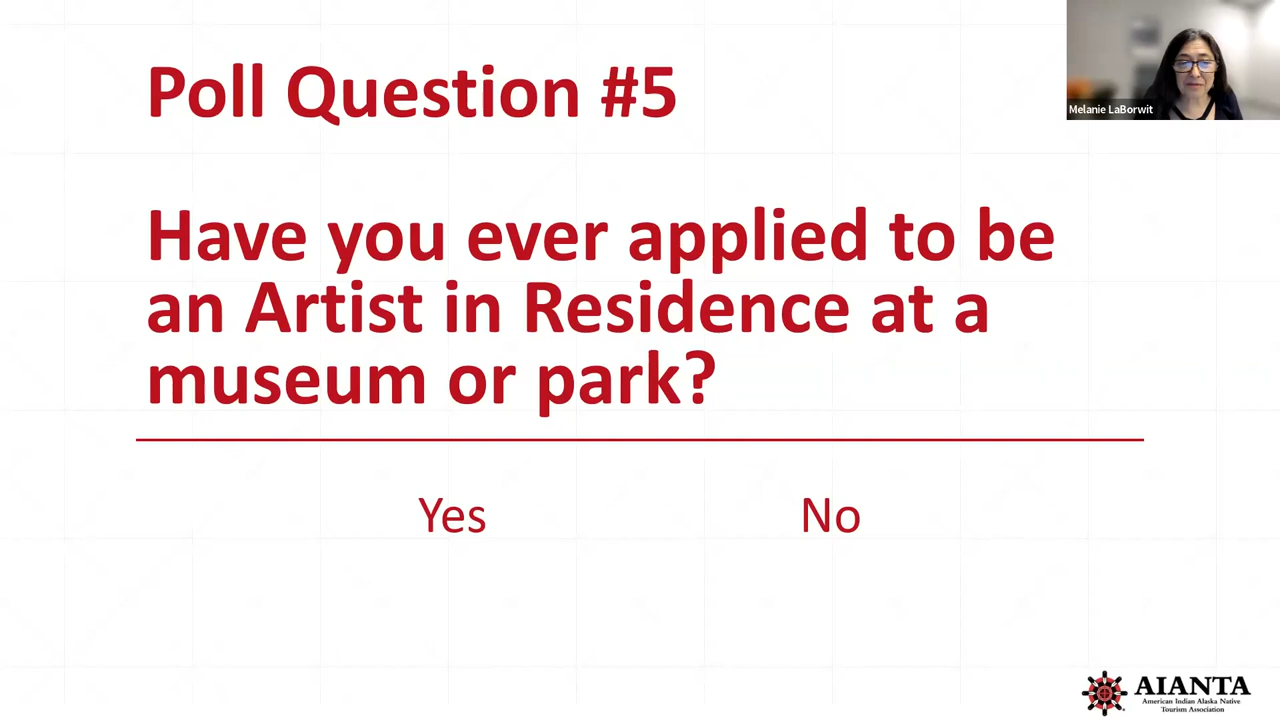 Poll Question #5
Melanie LaBorwit
Have you ever applied to be
an Artist in Residence at a
museum or park?
Yes No
AIANTA
American Indian Alaska Native
Tourism Association